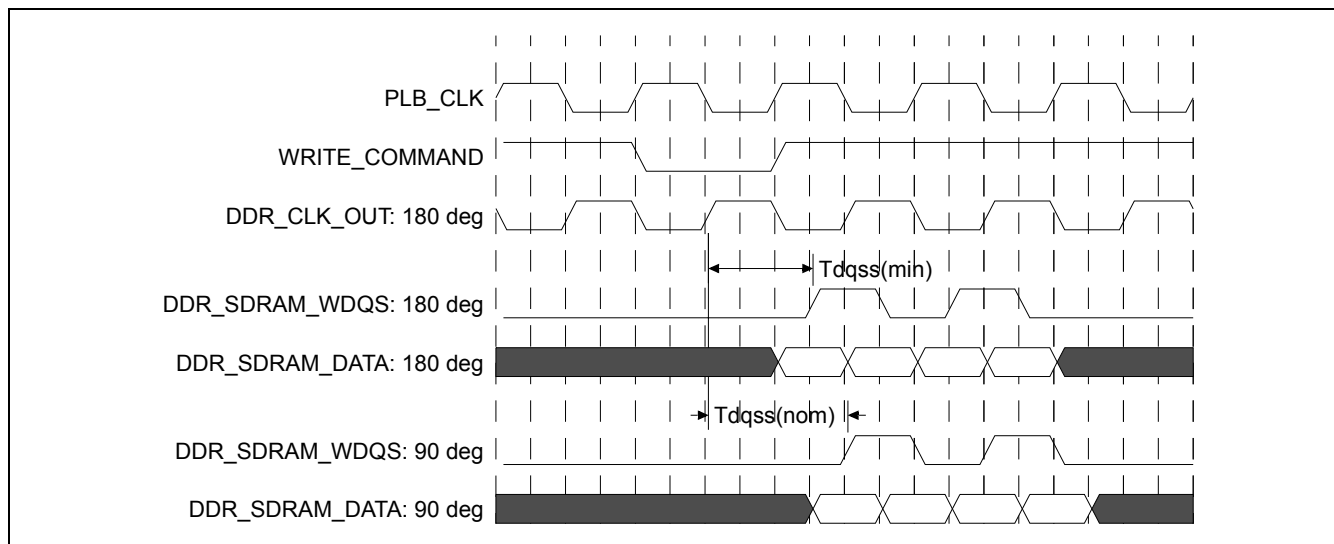 PLB_CLK
WRITE_COMMAND
DDR_CLK_OUT: 180 deg
Tdqss(min)
DDR_SDRAM_WDQS: 180 deg
DDR_SDRAM_DATA: 180 deg
Tdqss(nom)
DDR_SDRAM_WDQS: 90 deg
DDR_SDRAM_DATA: 90 deg